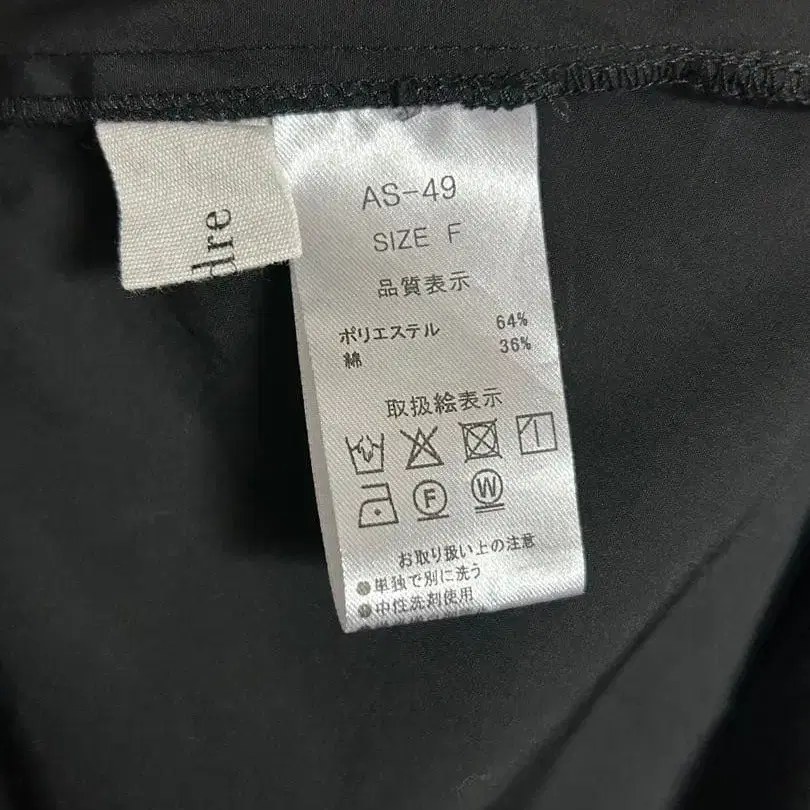 dre
AS-49
SIZE F
品質表示
ポリエステル 64%
綿 36%
取扱絵表示
F W
お取り扱い上の注意
●単独で別に洗う
●中性洗剤使用